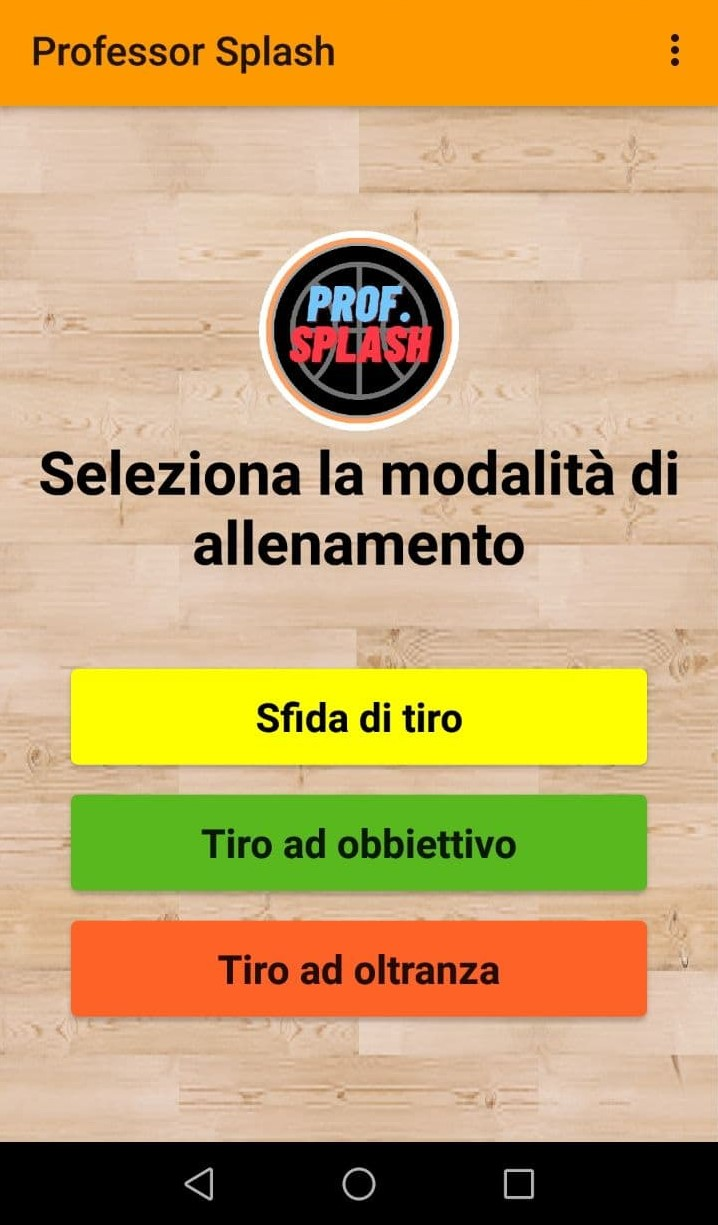 Professor Splash
PROF.
SPLASH
Seleziona la modalità di
allenamento
Sfida di tiro
Tiro ad obbiettivo
Tiro ad oltranza